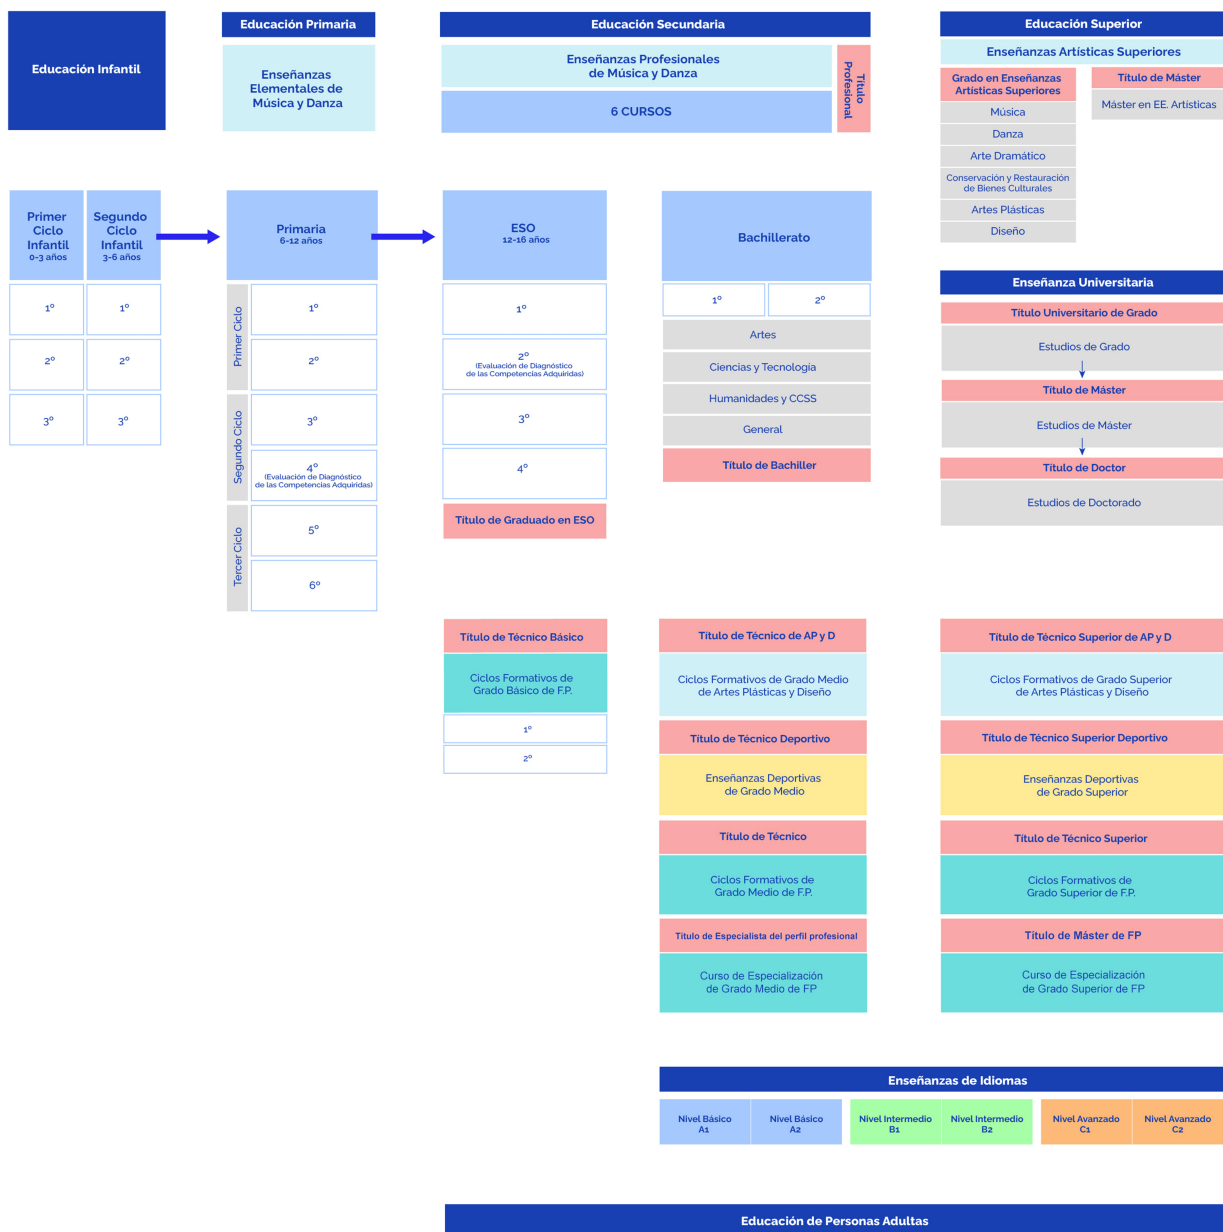 Educación Infantil
Educación Primaria
Enseñanzas
Elementales de
Música y Danza
Educación Secundaria
Enseñanzas Profesionales
de Música y Danza
6 CURSOS
Título
Profesional
Educación Superior
Enseñanzas Artísticas Superiores
Grado en Enseñanzas
Artísticas Superiores
Música
Danza
Arte Dramático
Conservación y Restauración
de Bienes Culturales
Artes Plásticas
Diseño
Título de Máster
Máster en EE. Artísticas
Primer
Ciclo
Infantil
0-3 años
1º
2º
3º
Segundo
Ciclo
Infantil
3-6 años
1º
2º
3º
Primaria
6-12 años
Primer Ciclo
1º
2º
Segundo Ciclo
3º
4º
(Evaluación de Diagnóstico
de las Competencias Adquiridas)
Tercer Ciclo
5º
6º
ESO
12-16 años
1º
2º
(Evaluación de Diagnóstico
de las Competencias Adquiridas)
3º
4º
Título de Graduado en ESO
Bachillerato
1º
2º
Artes
Ciencias y Tecnología
Humanidades y CCSS
General
Título de Bachiller
Enseñanza Universitaria
Título Universitario de Grado
Estudios de Grado
Título de Máster
Estudios de Máster
Título de Doctor
Estudios de Doctorado
Título de Técnico Básico
Ciclos Formativos de
Grado Básico de F.P.
1º
2º
Título de Técnico de AP y D
Ciclos Formativos de Grado Medio
de Artes Plásticas y Diseño
Título de Técnico Deportivo
Enseñanzas Deportivas
de Grado Medio
Título de Técnico
Ciclos Formativos de
Grado Medio de F.P.
Título de Especialista del perfil profesional
Curso de Especialización
de Grado Medio de FP
Título de Técnico Superior de AP y D
Ciclos Formativos de Grado Superior
de Artes Plásticas y Diseño
Título de Técnico Superior Deportivo
Enseñanzas Deportivas
de Grado Superior
Título de Técnico Superior
Ciclos Formativos de
Grado Superior de F.P.
Título de Máster de FP
Curso de Especialización
de Grado Superior de FP
Enseñanzas de Idiomas
Nivel Básico
A1
Nivel Básico
A2
Nivel Intermedio
B1
Nivel Intermedio
B2
Nivel Avanzado
C1
Nivel Avanzado
C2
Educación de Personas Adultas